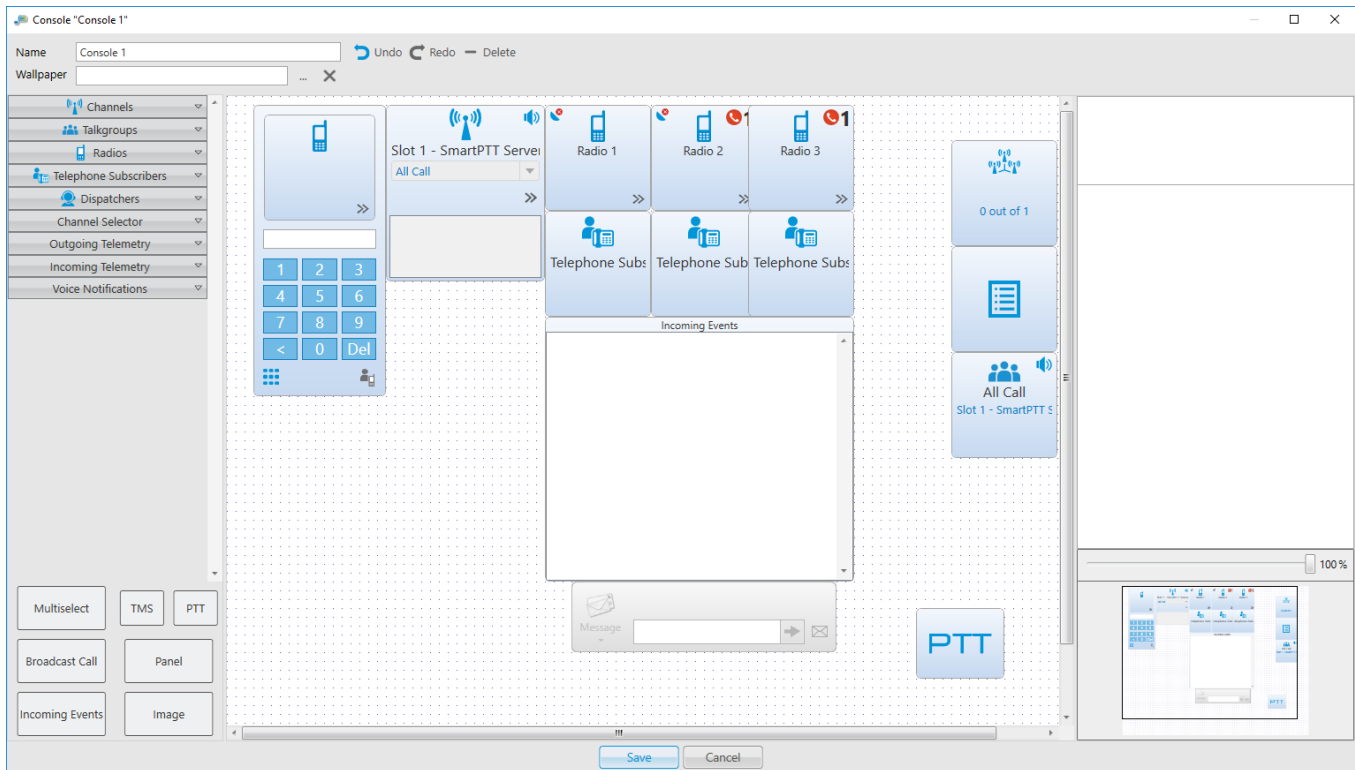 Console "Console 1"
Name Console 1 Undo Redo Delete
Wallpaper ...
Channels
Talkgroups
Radios
Telephone Subscribers
Dispatchers
Channel Selector
Outgoing Telemetry
Incoming Telemetry
Voice Notifications
Multiselect TMS PTT
Broadcast Call Panel
Incoming Events Image
1 2 3
4 5 6
7 8 9
< 0 Del
Slot 1 - SmartPTT Server
All Call
Radio 1
1
Radio 2
1
Radio 3
Telephone Subs Telephone Sub Telephone Subs
Incoming Events
Message
0 out of 1
All Call
Slot 1 - SmartPTT S
PTT
100%
Save Cancel